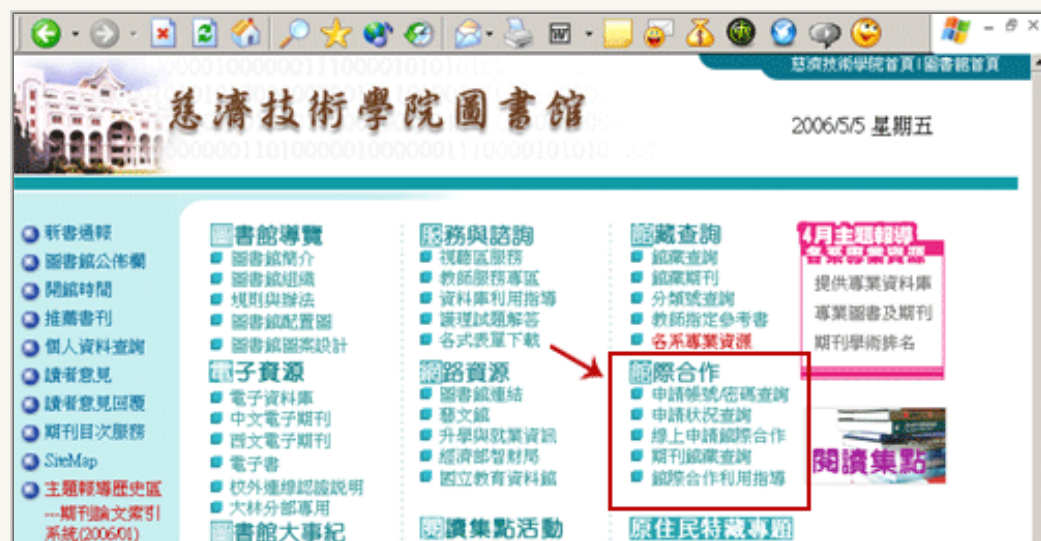 慈濟技術學院首頁|圖書館首頁
慈濟技術學院圖書館
2006/5/5 星期五
新書通報
圖書館公佈欄
開館時間
推薦書刊
個人資料查詢
讀者意見
讀者意見回覆
期刊目次服務
SiteMap
主題報導歷史區
---期刊論文索引
系統(2006/01)
圖書館導覽
圖書館簡介
圖書館組織
規則與辦法
圖書館配置圖
圖書館圖案設計
電子資源
電子資料庫
中文電子期刊
西文電子期刊
電子書
校外連線認證說明
大林分部專用
圖書館大事紀
服務與諮詢
視聽區服務
教師服務專區
資料庫利用指導
護理試題解答
各式表單下載
網路資源
圖書館連結
藝文館
升學與就業資訊
經濟部智財局
國立教育資料館
閱讀集點活動
館藏查詢
館藏查詢
館藏期刊
分類號查詢
教師指定參考書
各系專業資源
館際合作
申請帳號/密碼查詢
申請狀況查詢
線上申請館際合作
期刊館藏查詢
館際合作利用指導
原住民特藏專題
4月主題報導
提供專業資料庫
專業圖書及期刊
期刊學術排名
閱讀集點